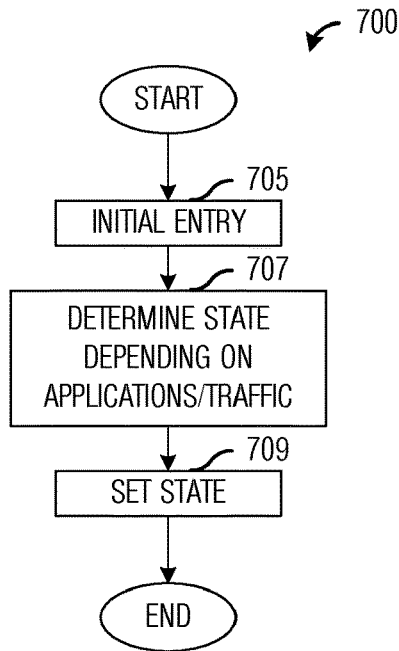 700
START
705
INITIAL ENTRY
707
DETERMINE STATE
DEPENDING ON
APPLICATIONS/TRAFFIC
709
SET STATE
END